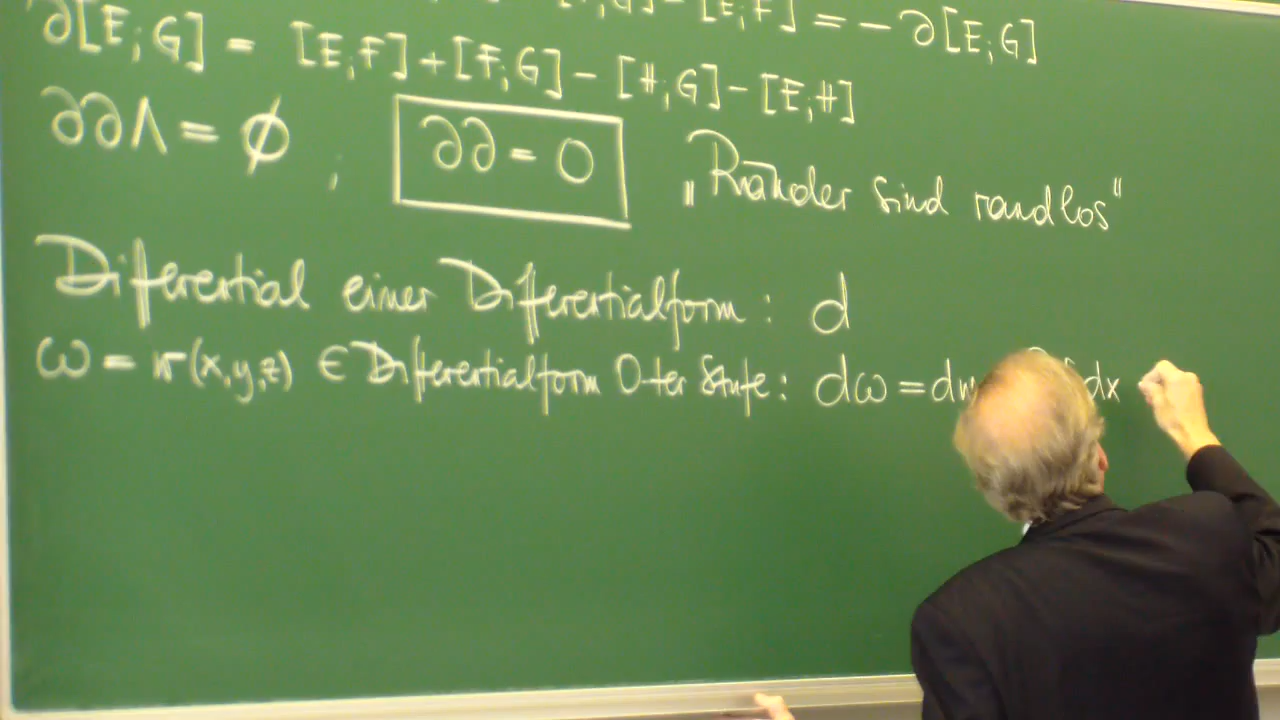 - [E;F] = - ∂[E;G]
∂[E;G] = [E;F] + [F;G] - [H;G] - [E;H]
∂∂Λ = ∅ ; ∂∂ = 0 „Ränder sind randlos“
Differential einer Differentialform: d
ω = w(x,y,z) ∈ Differentialform 0-ter Stufe: dω = dw dx